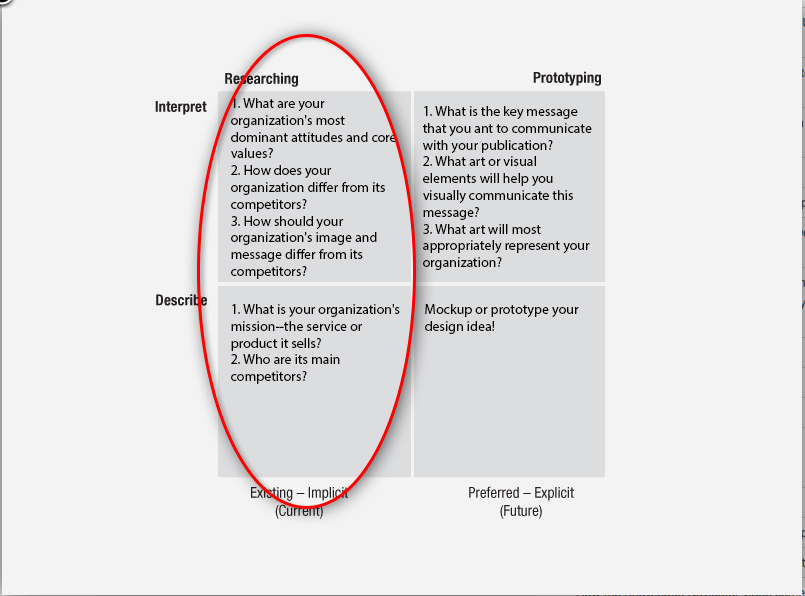 Researching
Prototyping
Interpret
1. What are your
organization's most
dominant attitudes and core
values?
2. How does your
organization differ from its
competitors?
3. How should your
organization's image and
message differ from its
competitors?
1. What is the key message
that you ant to communicate
with your publication?
2. What art or visual
elements will help you
visually communicate this
message?
3. What art will most
appropriately represent your
organization?
Describe
1. What is your organization's
mission--the service or
product it sells?
2. Who are its main
competitors?
Mockup or prototype your
design idea!
Existing – Implicit
(Current)
Preferred – Explicit
(Future)